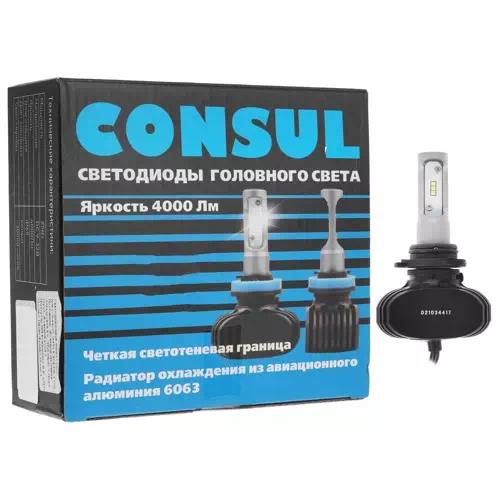 CONSUL
СВЕТОДИОДЫ ГОЛОВНОГО СВЕТА
Яркость 4000 Лм
Четкая светотеневая граница
Радиатор охлаждения из авиационного
алюминия 6063
Технические характеристики:
021034417